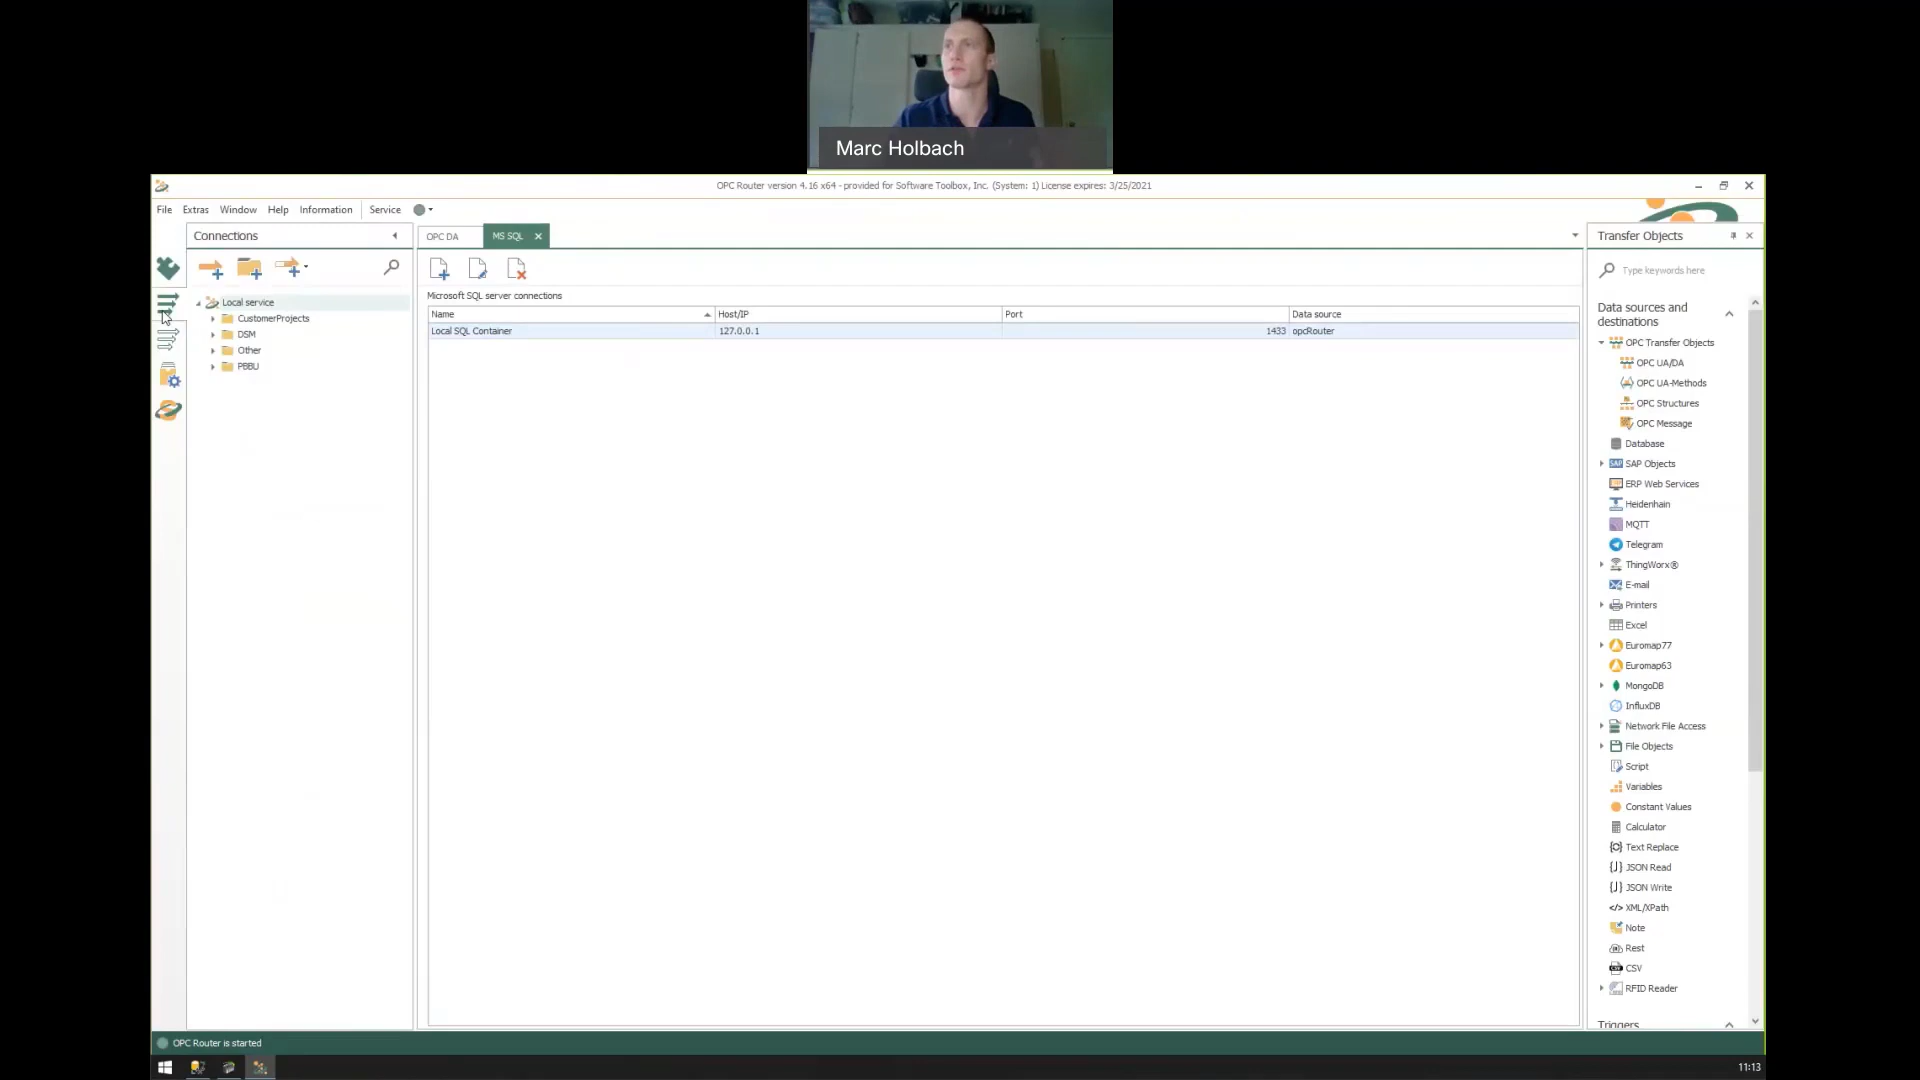 Marc Holbach
OPC Router version 4.16 x64 - provided for Software Toolbox, Inc. (System: 1) License expires: 3/25/2021
File Extras Window Help Information Service
Connections
OPC DA
MS SQL
Transfer Objects
Type keywords here
Local service
CustomerProjects
DSM
Other
PBBU
Microsoft SQL server connections
Name Host/IP Port Data source
Local SQL Container 127.0.0.1 1433 opcRouter
Data sources and
destinations
OPC Transfer Objects
OPC UA/DA
OPC UA-Methods
OPC Structures
OPC Message
Database
SAP SAP Objects
ERP Web Services
Heidenhain
MQTT
Telegram
ThingWorx®
E-mail
Printers
Excel
Euromap77
Euromap63
MongoDB
InfluxDB
Network File Access
File Objects
Script
Variables
Constant Values
Calculator
Text Replace
JSON Read
JSON Write
XML/XPath
Note
Rest
CSV
RFID Reader
Triggers
OPC Router is started
11:13